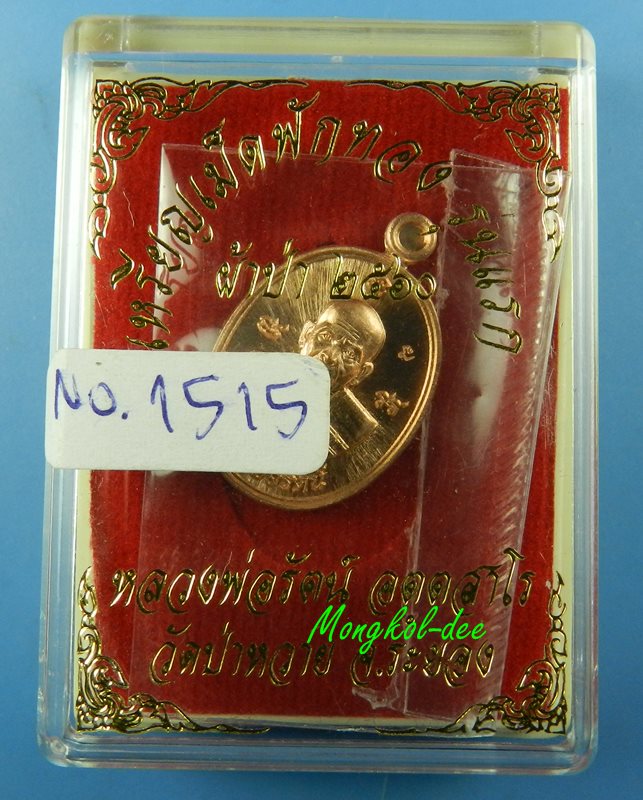 เหรียญเม็ดฟักทอง รุ่นแรก
ผ้าป่า ๒๕๖๐
No. 1515
หลวงพ่อรัตน์ อตตสาโร
Mongkol-dee
วัดป่าหวาย จ.ระยอง